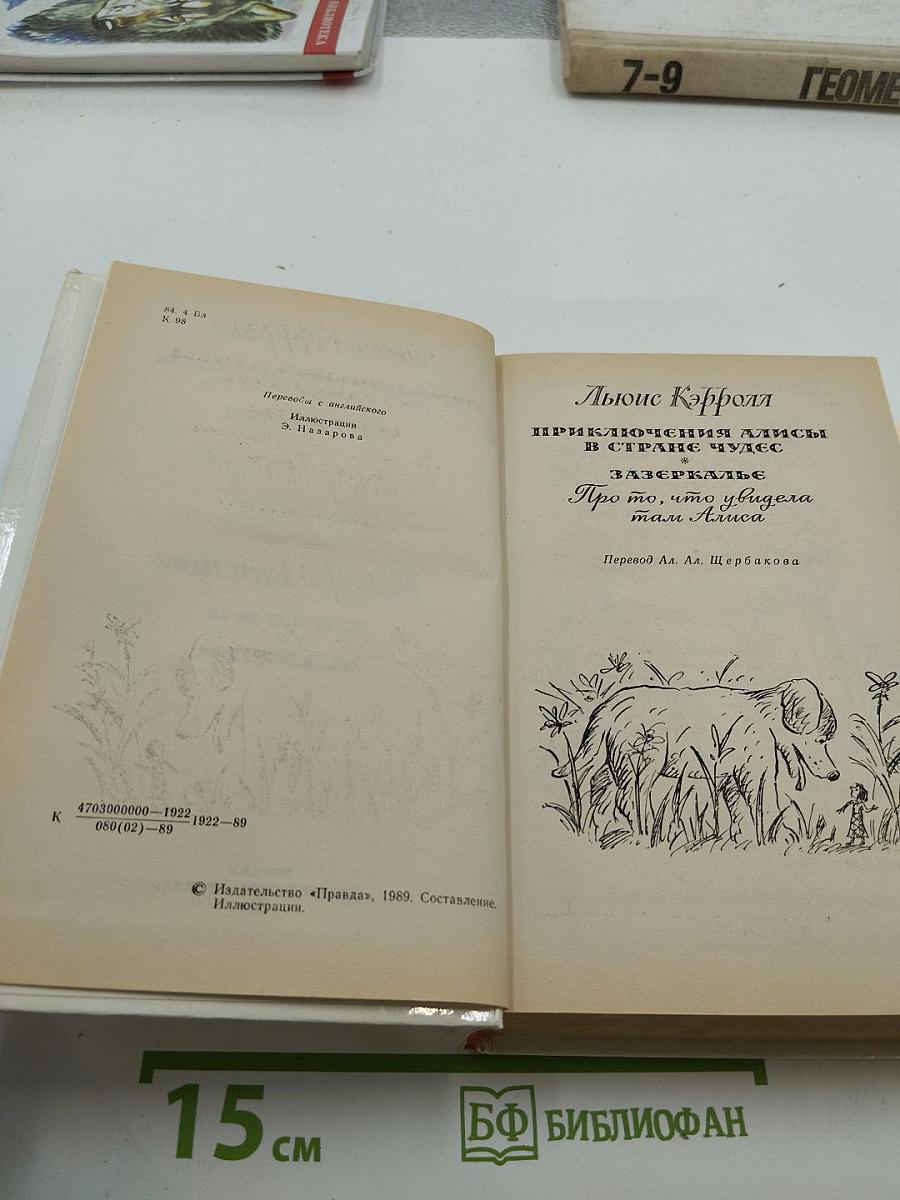 БИБЛИОТЕКА
7-9
ГЕОМЕ
84. 4 Вл
К 98
Переводы с английского
Иллюстрации
Э. Назарова
К 4703000000—1922
080(02)—89
1922—89
© Издательство «Правда», 1989. Составление.
Иллюстрации.
Льюис Кэрролл
ПРИКЛЮЧЕНИЯ АЛИСЫ
В СТРАНЕ ЧУДЕС
*
ЗАЗЕРКАЛЬЕ
Про то, что увидела
там Алиса
Перевод Ал. Ал. Щербакова
15 см
БФ БИБЛИОФАН